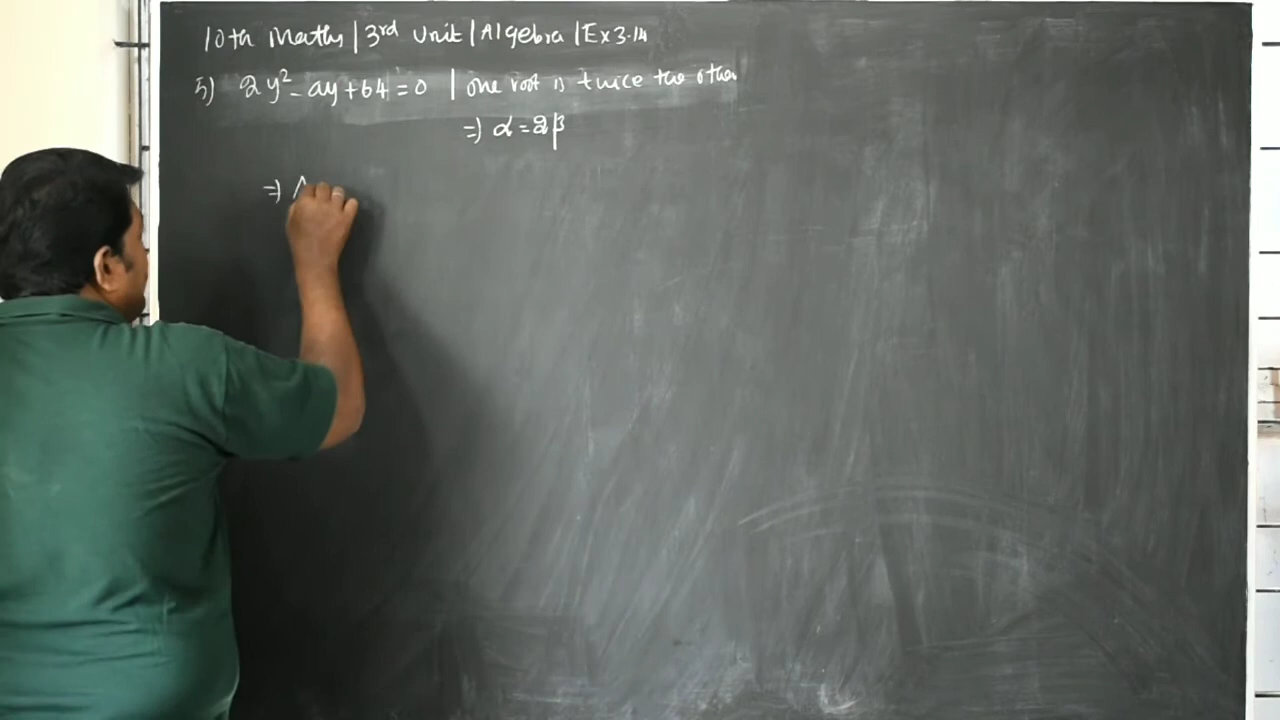 10th Maths | 3rd Unit | Algebra | Ex 3.14
5) 2y² - ay + 64 = 0 | one root is twice the other
=) α = 2β
=) A